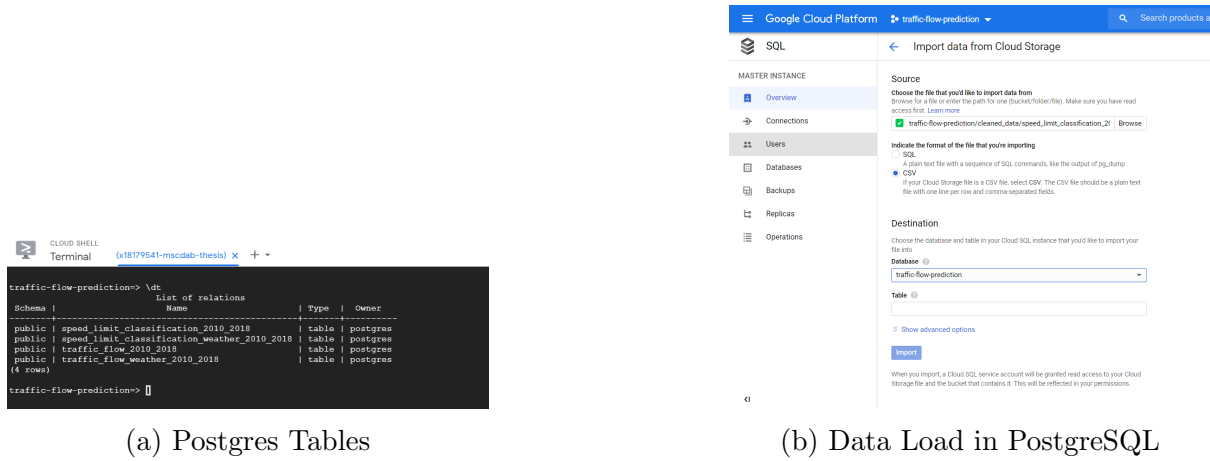 CLOUD SHELL
Terminal (x18179541-mscdab-thesis) × + ▾
traffic-flow-prediction=> \dt
List of relations
Schema | Name | Type | Owner
--------+----------------------------------------------+-------+----------
public | speed_limit_classification_2010_2018 | table | postgres
public | speed_limit_classification_weather_2010_2018 | table | postgres
public | traffic_flow_2010_2018 | table | postgres
public | traffic_flow_weather_2010_2018 | table | postgres
(4 rows)
traffic-flow-prediction=>
(a) Postgres Tables
Google Cloud Platform traffic-flow-prediction Search products a
SQL
Import data from Cloud Storage
MASTER INSTANCE
Overview
Connections
Users
Databases
Backups
Replicas
Operations
Source
Choose the file that you'd like to import data from
Browse for a file or enter the path for one (bucket/folder/file). Make sure you have read
access first. Learn more
traffic-flow-prediction/cleaned_data/speed_limit_classification_20 Browse
Indicate the format of the file that you're importing
SQL
A plain text file with a sequence of SQL commands, like the output of pg_dump
CSV
If your Cloud Storage file is a CSV file, select CSV. The CSV file should be a plain text
file with one line per row and comma-separated fields.
Destination
Choose the database and table in your Cloud SQL instance that you'd like to import your
file into
Database
traffic-flow-prediction
Table
Show advanced options
Import
When you import, a Cloud SQL service account will be granted read access to your Cloud
Storage file and the bucket that contains it. This will be reflected in your permissions.
(b) Data Load in PostgreSQL